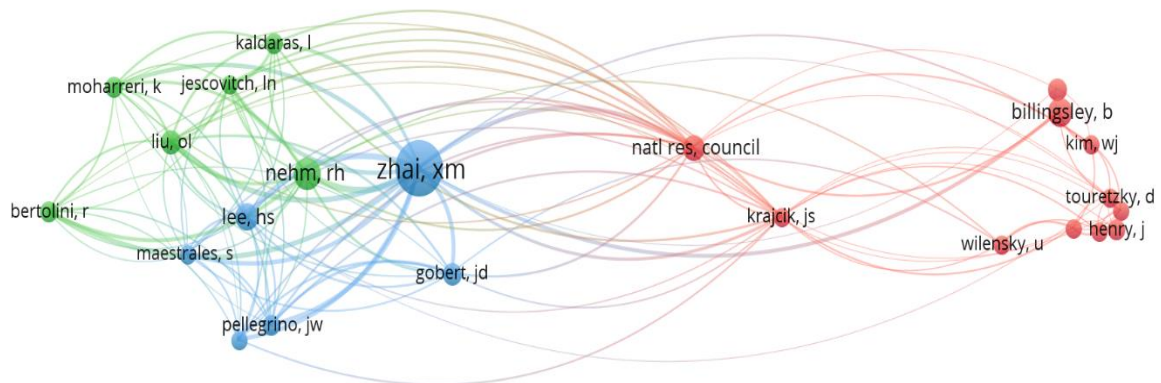 kaldaras, l
moharreri, k
jescovitch, ln
liu, ol
nehm, rh
zhai, xm
bertolini, r
lee, hs
maestrales, s
gobert, jd
pellegrino, jw
natl res, council
krajcik, js
billingsley, b
kim, wj
touretzky, d
henry, j
wilensky, u